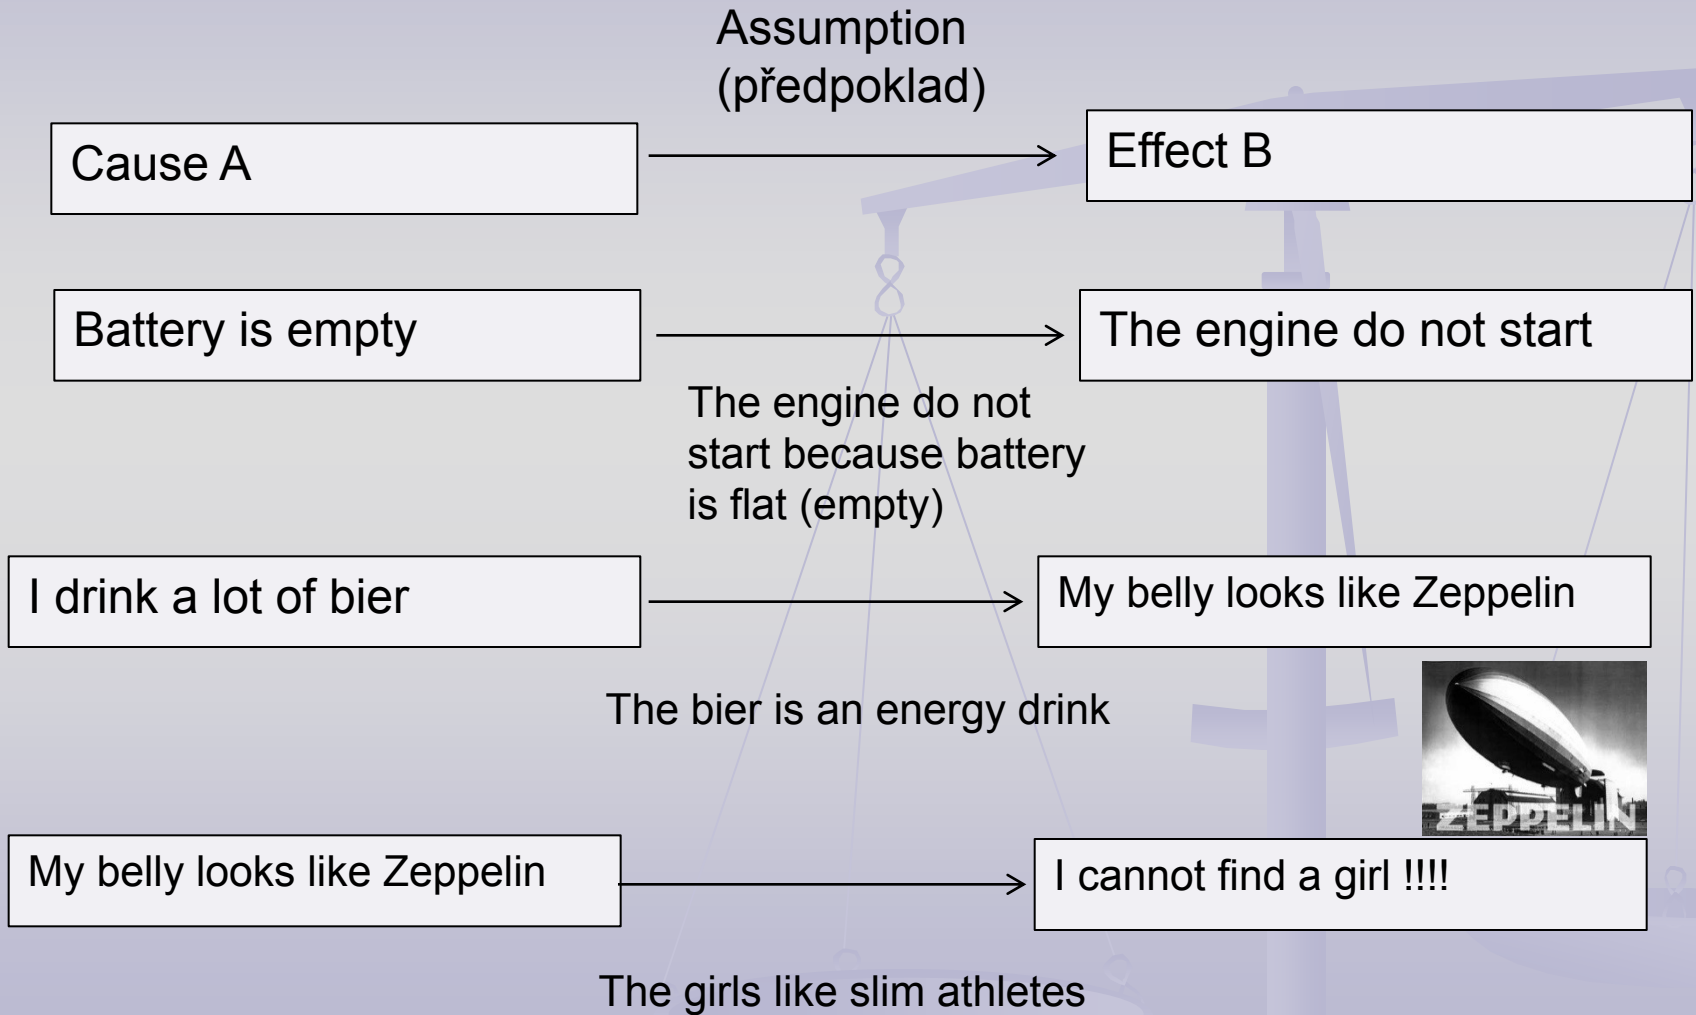 Assumption
(předpoklad)
Cause A
Effect B
Battery is empty
The engine do not start
The engine do not
start because battery
is flat (empty)
I drink a lot of bier
My belly looks like Zeppelin
The bier is an energy drink
ZEPPELIN
My belly looks like Zeppelin
I cannot find a girl !!!!
The girls like slim athletes